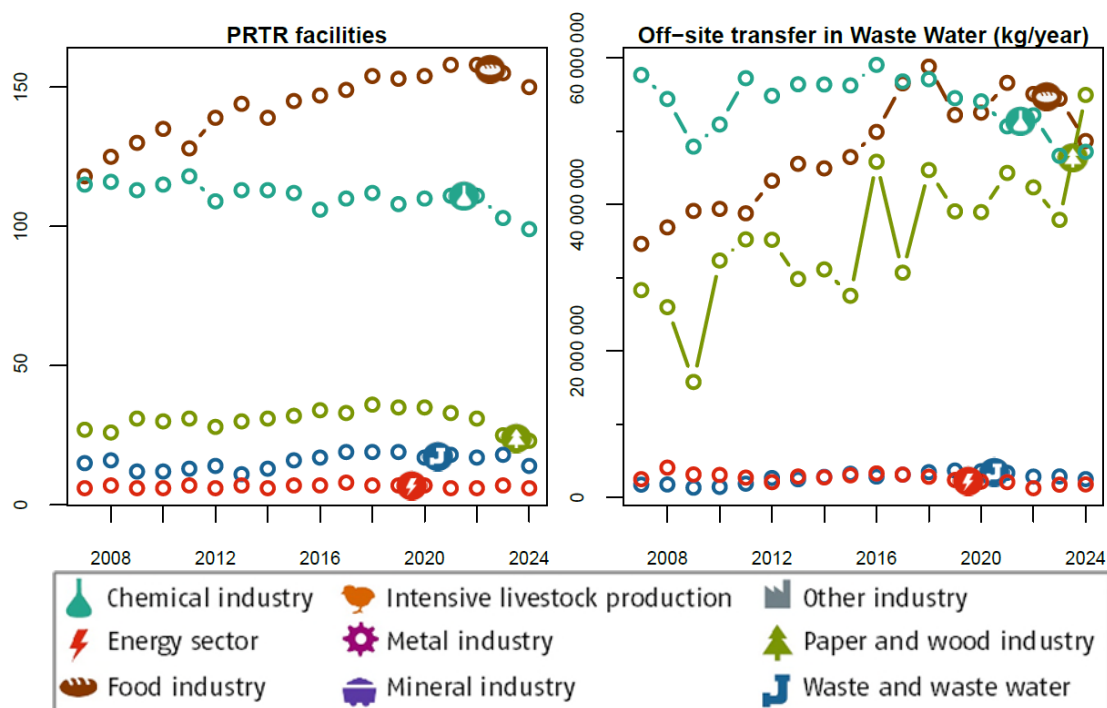 PRTR facilities
Off−site transfer in Waste Water (kg/year)
150
100
50
0
60 000 000
40 000 000
20 000 000
0
2008 2012 2016 2020 2024
2008 2012 2016 2020 2024
Chemical industry Intensive livestock production Other industry
Energy sector Metal industry Paper and wood industry
Food industry Mineral industry Waste and waste water